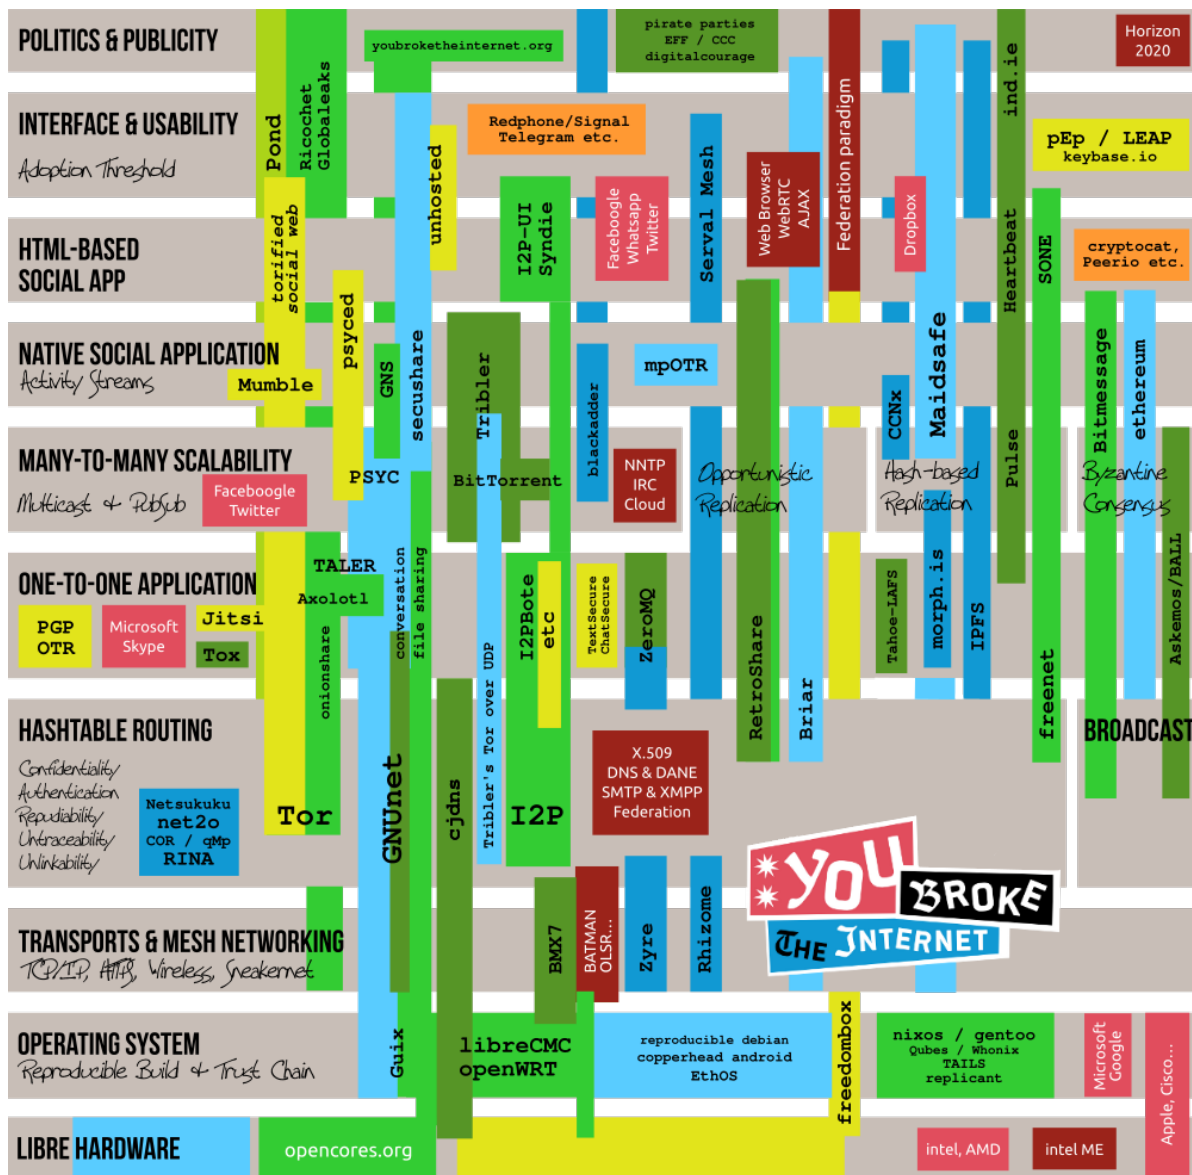 POLITICS & PUBLICITY
youbroketheinternet.org
pirate parties
EFF / CCC
digitalcourage
Horizon
2020
INTERFACE & USABILITY
Adoption Threshold
Pond
Ricochet
Globaleaks
unhosted
Redphone/Signal
Telegram etc.
Serval Mesh
Web Browser
WebRTC
AJAX
Federation paradigm
Dropbox
ind.ie
pEp / LEAP
keybase.io
HTML-BASED
SOCIAL APP
torified
social web
I2P-UI
Syndie
Faceboogle
Whatsapp
Twitter
Heartbeat
SONE
cryptocat,
Peerio etc.
NATIVE SOCIAL APPLICATION
Activity Streams
Mumble
psyced
GNS
secushare
Tribler
blackadder
mpOTR
CCNx
Maidsafe
Bitmessage
ethereum
MANY-TO-MANY SCALABILITY
Multicast & PubSub
Faceboogle
Twitter
PSYC
BitTorrent
NNTP
IRC
Cloud
Opportunistic
Replication
Hash-based
Replication
Pulse
Byzantine
Consensus
ONE-TO-ONE APPLICATION
PGP
OTR
Microsoft
Skype
Jitsi
Tox
TALER
Axolotl
onionshare
conversation
file sharing
Tribler's Tor over UDP
I2PBote
etc
TextSecure
ChatSecure
ZeroMQ
RetroShare
Briar
Tahoe-LAFS
morph.is
IPFS
freenet
Askemos/BALL
HASHTABLE ROUTING
Confidentiality
Authentication
Repudiability
Untraceability
Unlinkability
Netsukuku
net2o
COR / qMp
RINA
Tor
GNUnet
cjdns
I2P
X.509
DNS & DANE
SMTP & XMPP
Federation
BROADCAST
YOU
BROKE
THE INTERNET
TRANSPORTS & MESH NETWORKING
TCP/IP, HTTPS, Wireless, Sneakernet
BMX7
BATMAN
OLSR...
Zyre
Rhizome
OPERATING SYSTEM
Reproducible Build & Trust Chain
Guix
libreCMC
openWRT
reproducible debian
copperhead android
EthOS
freedombox
nixos / gentoo
Qubes / Whonix
TAILS
replicant
Microsoft
Google
Apple, Cisco...
LIBRE HARDWARE
opencores.org
intel, AMD
intel ME